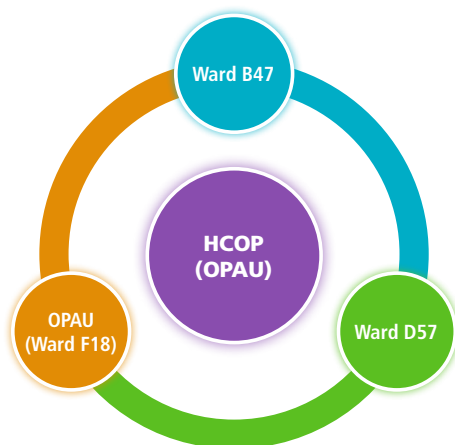 Ward B47
HCOP
(OPAU)
OPAU
(Ward F18)
Ward D57